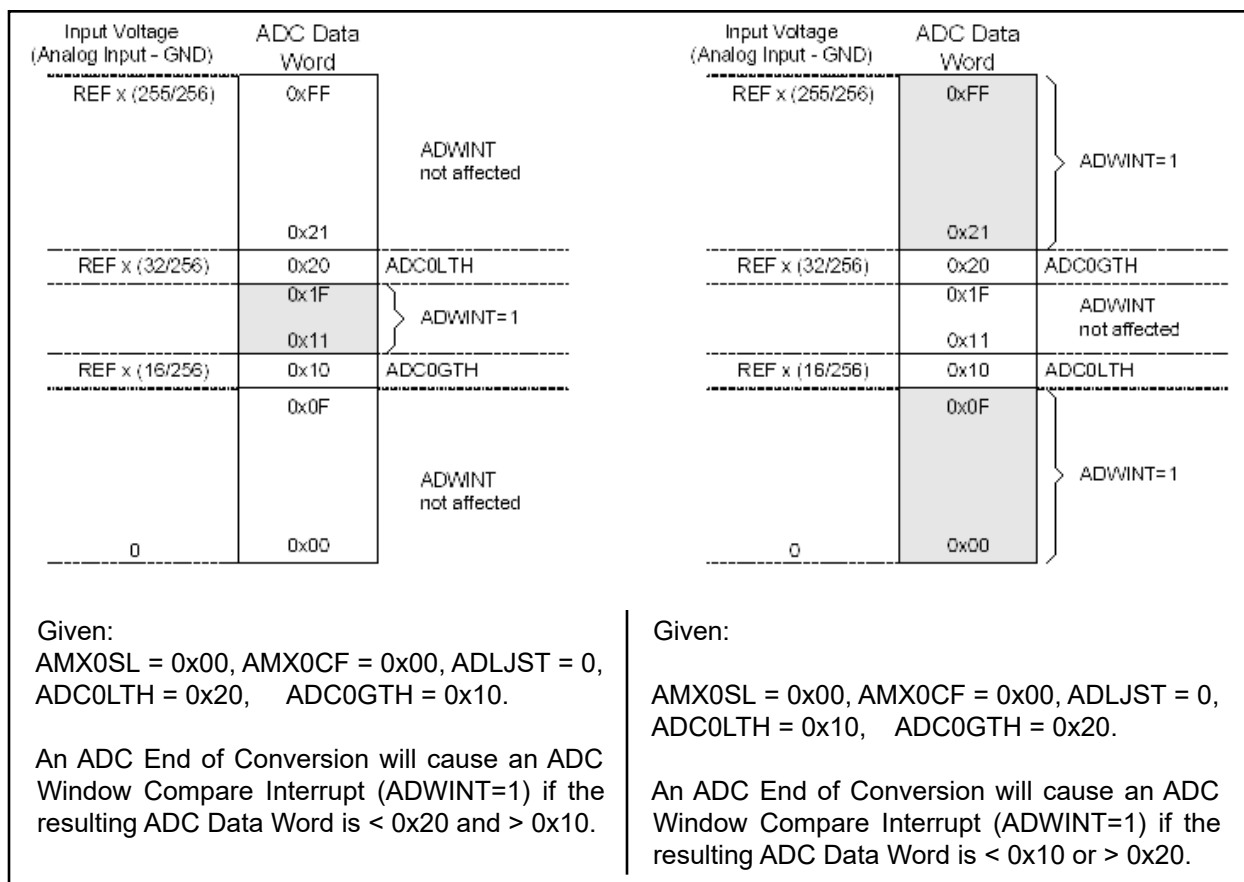 Input Voltage
(Analog Input - GND)
ADC Data
Word
REF x (255/256)
0xFF
ADWINT
not affected
0x21
REF x (32/256)
0x20
ADC0LTH
0x1F
ADWINT=1
0x11
REF x (16/256)
0x10
ADC0GTH
0x0F
ADWINT
not affected
0
0x00
Input Voltage
(Analog Input - GND)
ADC Data
Word
REF x (255/256)
0xFF
ADWINT=1
0x21
REF x (32/256)
0x20
ADC0GTH
0x1F
ADWINT
not affected
0x11
REF x (16/256)
0x10
ADC0LTH
0x0F
ADWINT=1
0
0x00
Given:
AMX0SL = 0x00, AMX0CF = 0x00, ADLJST = 0,
ADC0LTH = 0x20, ADC0GTH = 0x10.
An ADC End of Conversion will cause an ADC
Window Compare Interrupt (ADWINT=1) if the
resulting ADC Data Word is < 0x20 and > 0x10.
Given:
AMX0SL = 0x00, AMX0CF = 0x00, ADLJST = 0,
ADC0LTH = 0x10, ADC0GTH = 0x20.
An ADC End of Conversion will cause an ADC
Window Compare Interrupt (ADWINT=1) if the
resulting ADC Data Word is < 0x10 or > 0x20.